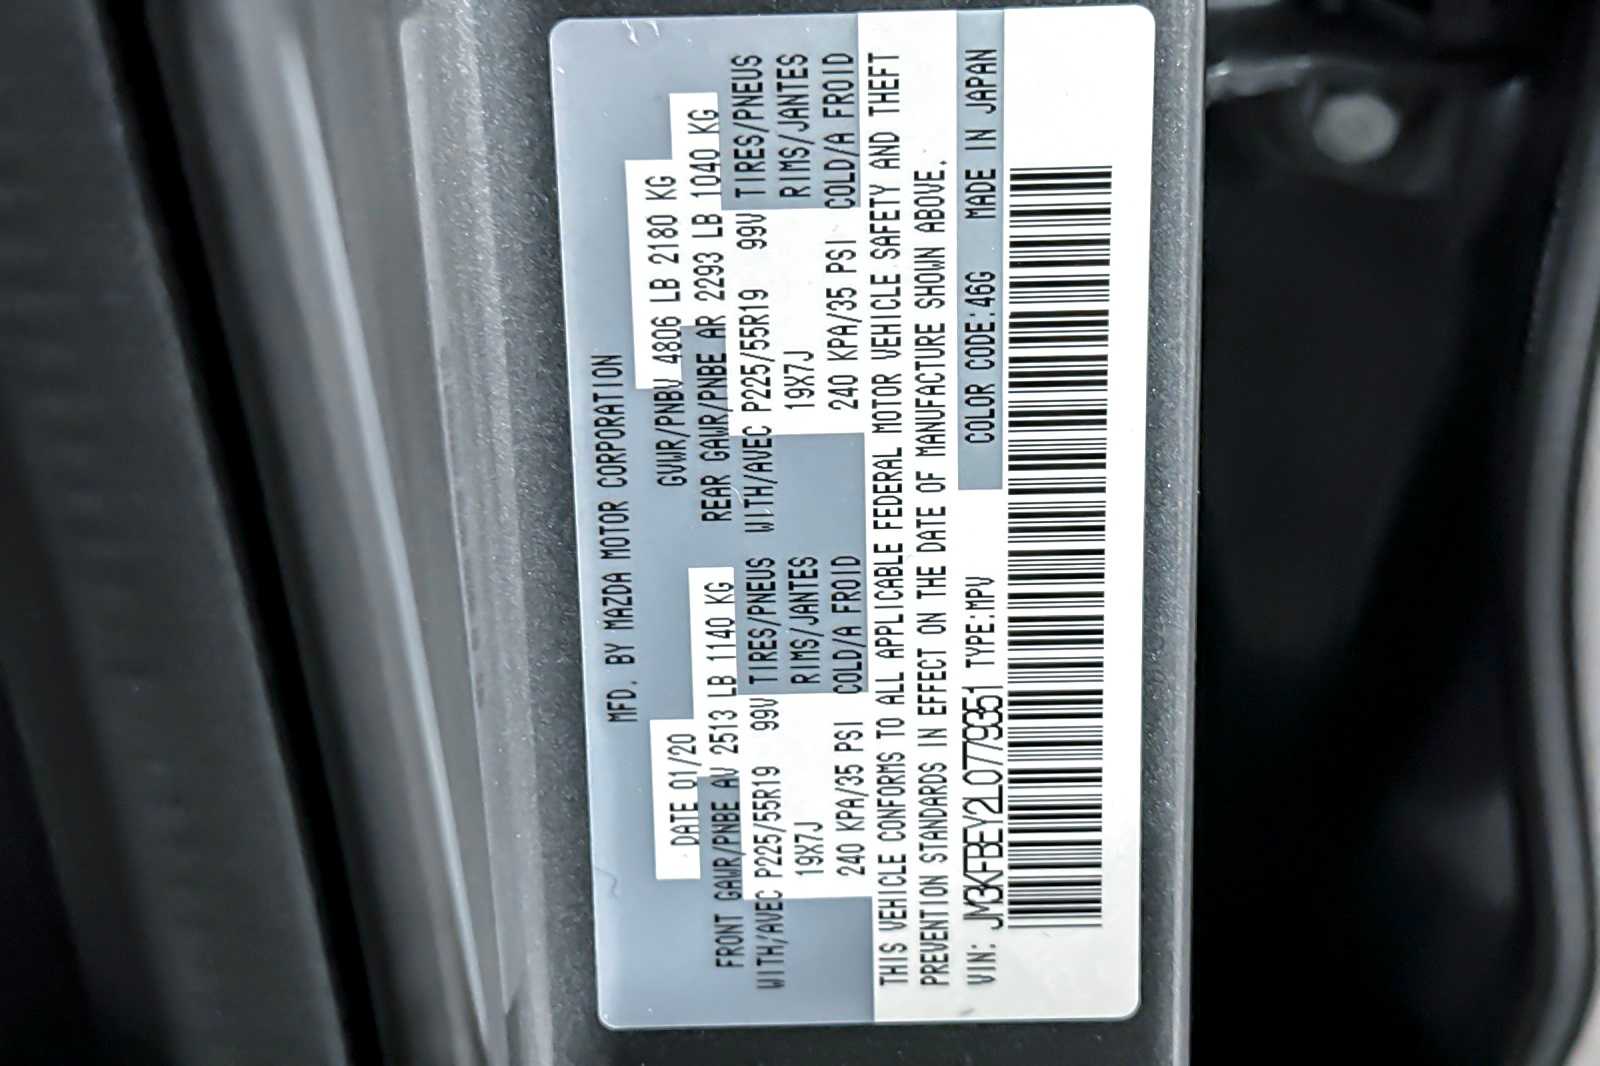 MFD. BY MAZDA MOTOR CORPORATION
DATE 01/20 GVWR/PNBV 4806 LB 2180 KG
FRONT GAWR/PNBE AV 2513 LB 1140 KG REAR GAWR/PNBE AR 2293 LB 1040 KG
WITH/AVEC P225/55R19 99V TIRES/PNEUS WITH/AVEC P225/55R19 99V TIRES/PNEUS
19X7J RIMS/JANTES 19X7J RIMS/JANTES
240 KPA/35 PSI COLD/A FROID 240 KPA/35 PSI COLD/A FROID
THIS VEHICLE CONFORMS TO ALL APPLICABLE FEDERAL MOTOR VEHICLE SAFETY AND THEFT
PREVENTION STANDARDS IN EFFECT ON THE DATE OF MANUFACTURE SHOWN ABOVE.
VIN: JM3KFBEY2L0779351 TYPE:MPV COLOR CODE:46G MADE IN JAPAN